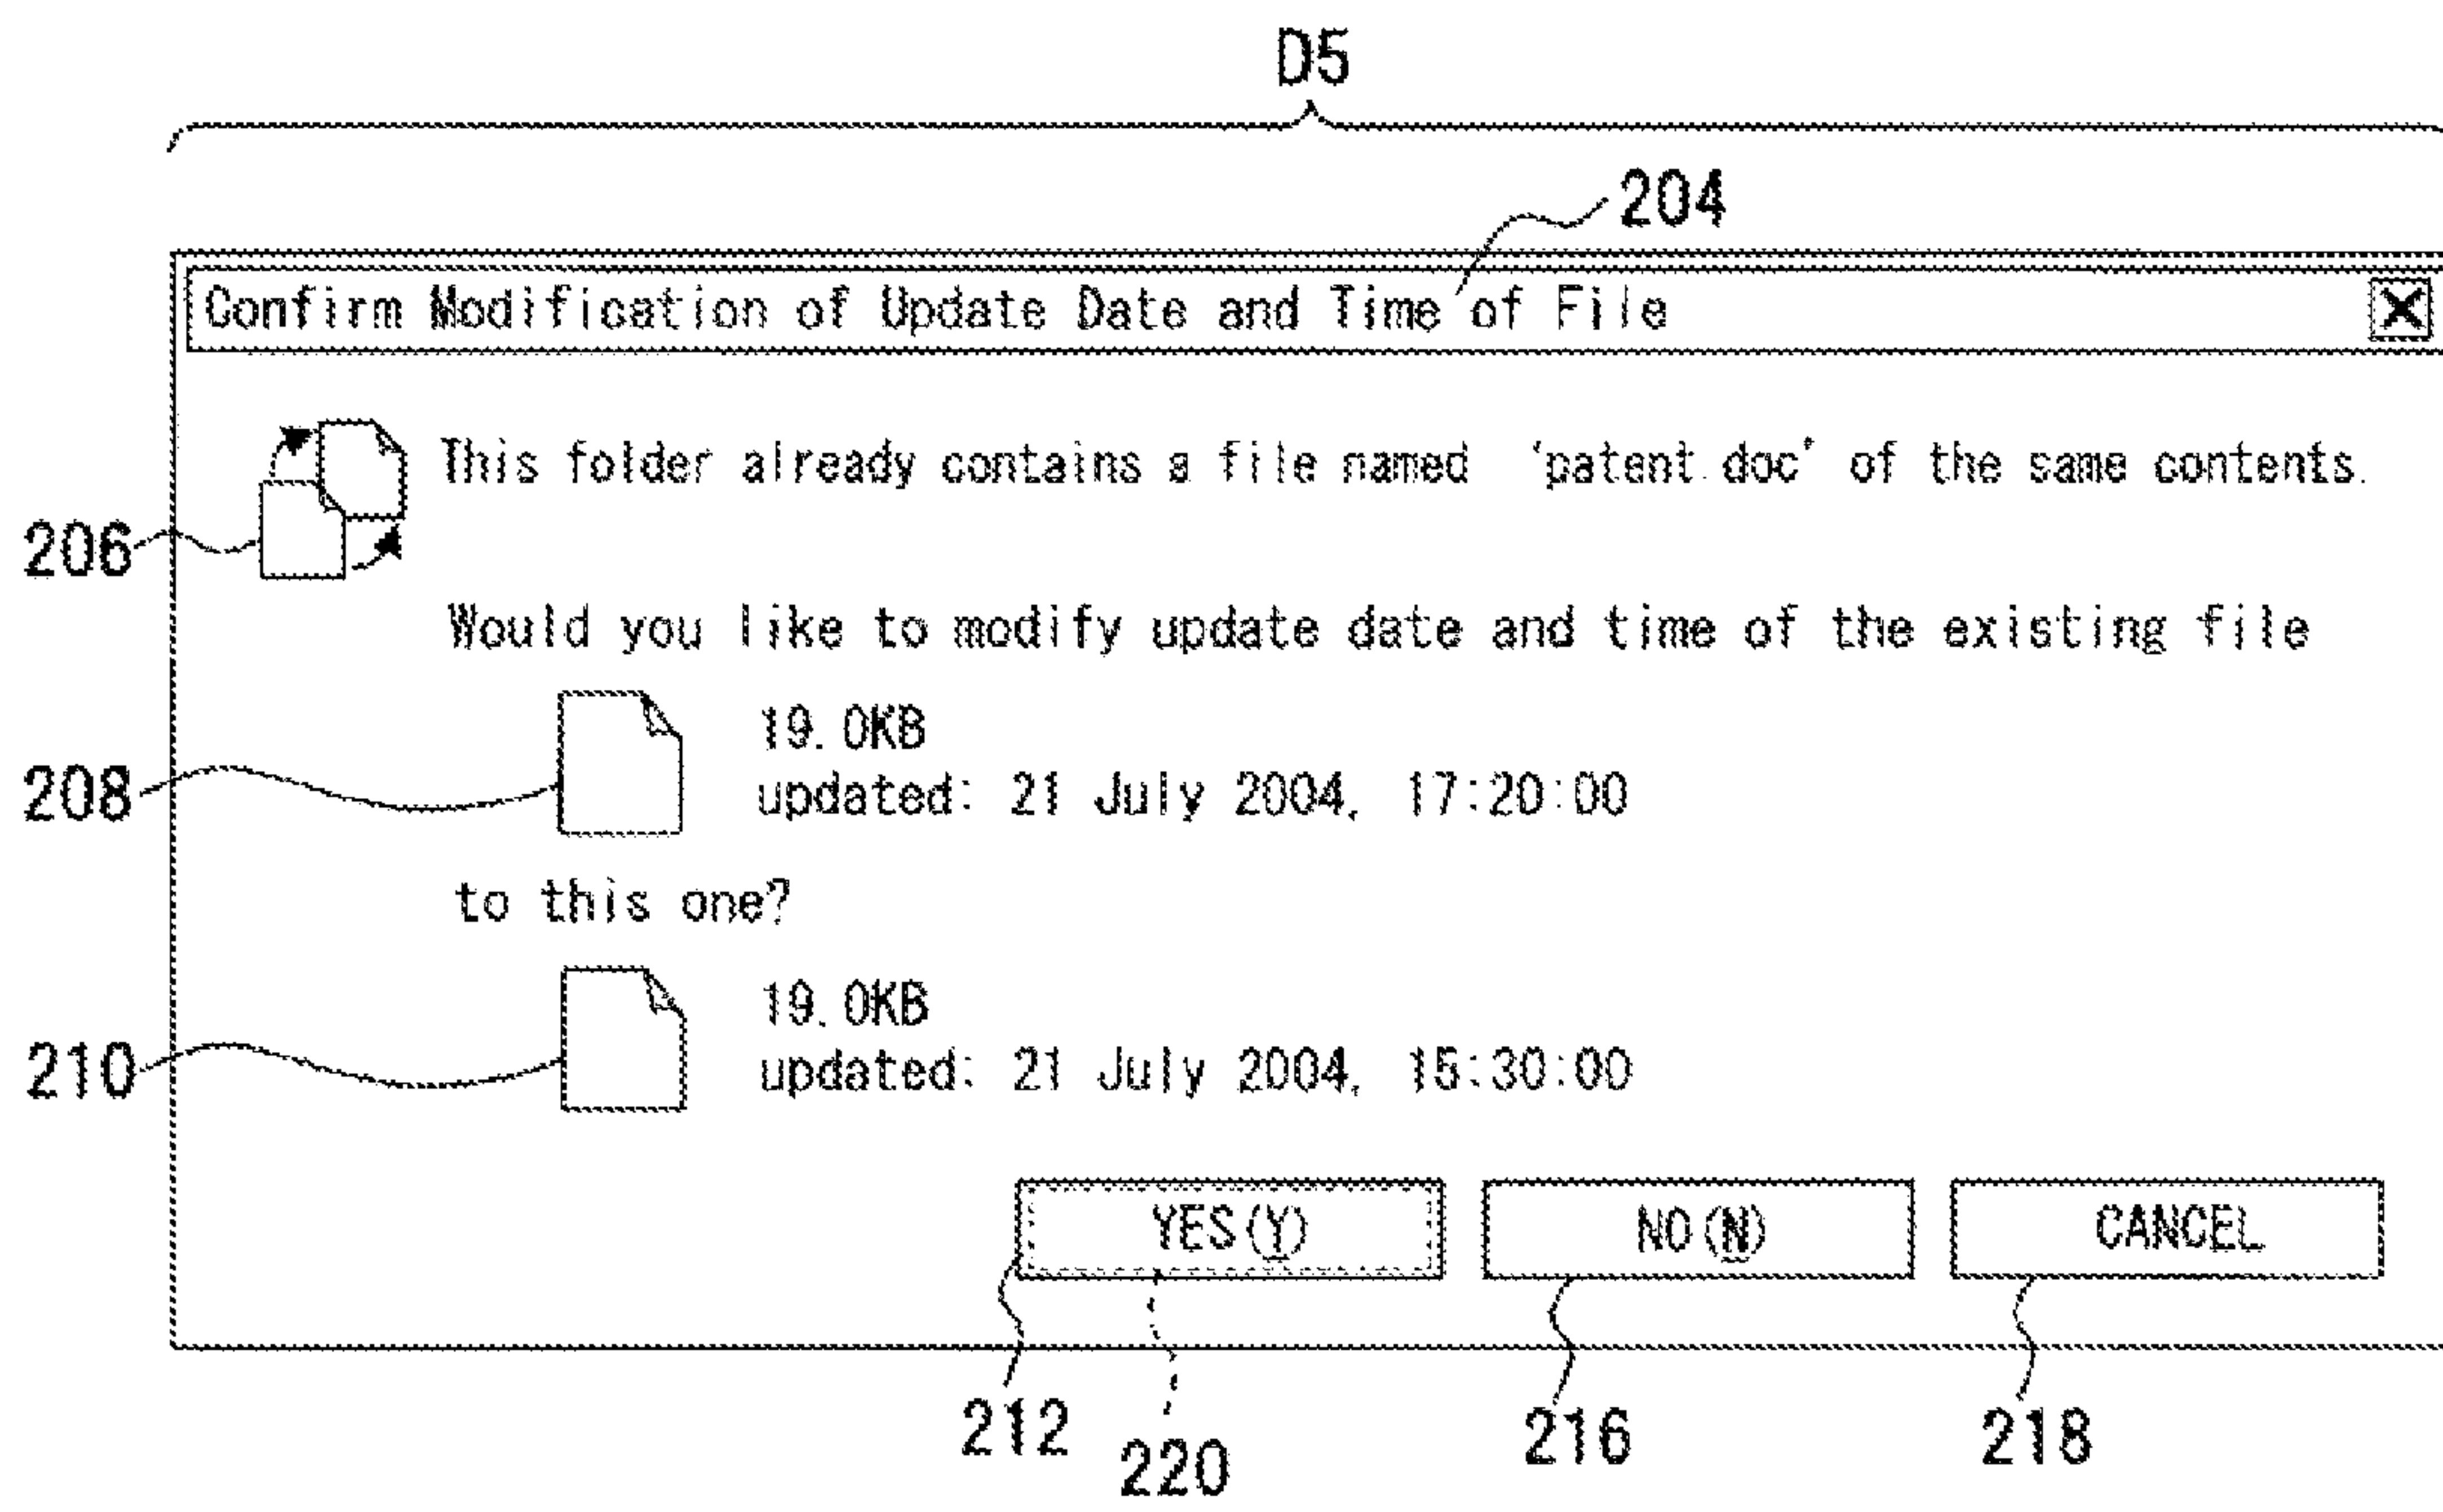 D5
204
Confirm Modification of Update Date and Time of File
This folder already contains a file named 'patent.doc' of the same contents.
206
Would you like to modify update date and time of the existing file
19.0KB
208
updated: 21 July 2004, 17:20:00
to this one?
19.0KB
210
updated: 21 July 2004, 15:30:00
YES(Y) NO(N) CANCEL
212 220 216 218